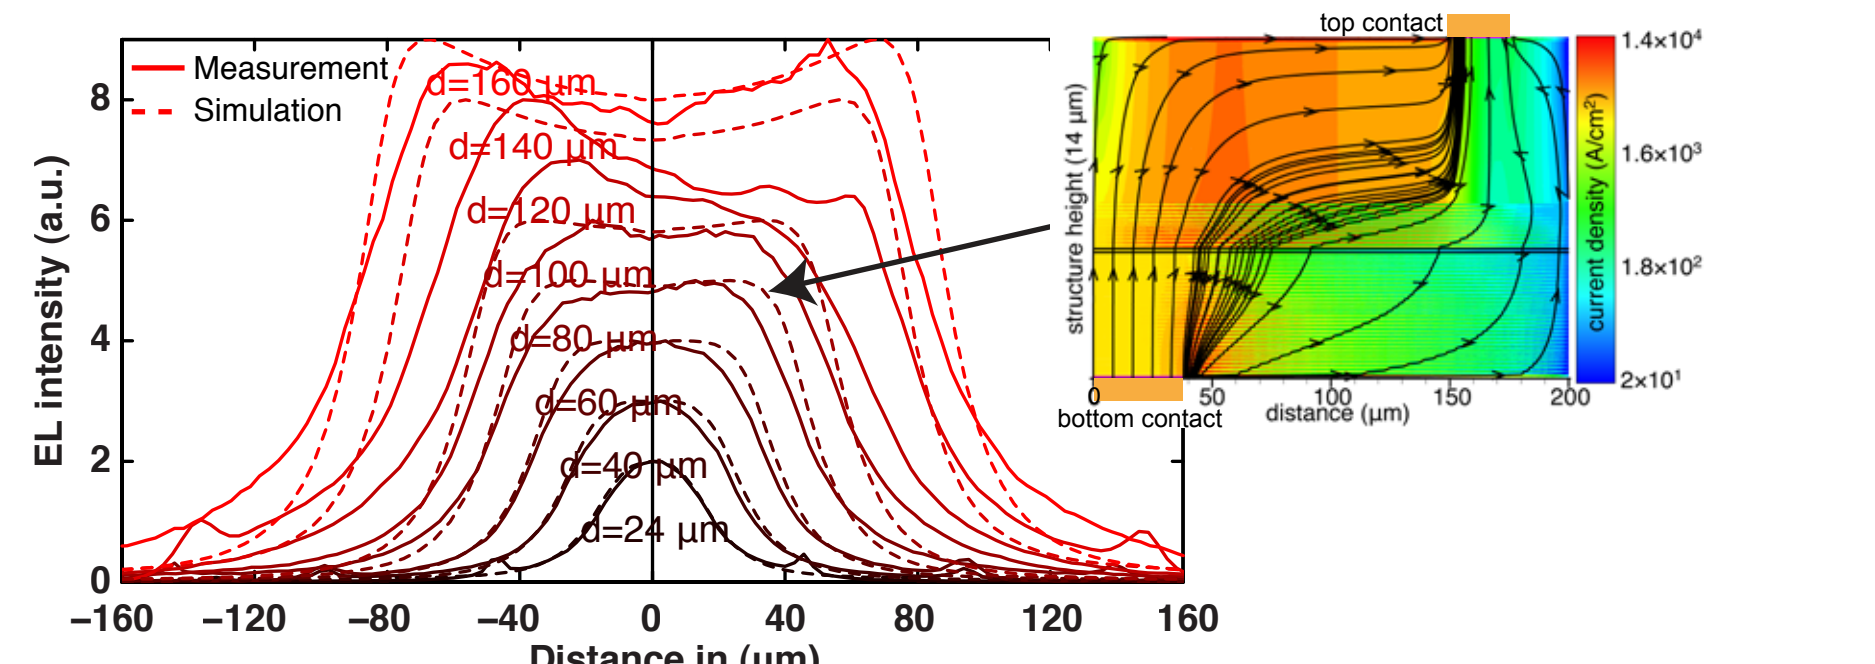 Measurement
Simulation
d=160 µm
d=140 µm
d=120 µm
d=100 µm
d=80 µm
d=60 µm
d=40 µm
d=24 µm
EL intensity (a.u.)
8
6
4
2
0
−160 −120 −80 −40 0 40 80 120 160
Distance in (µm)
top contact
structure height (14 µm)
0 50 100 150 200
distance (µm)
bottom contact
current density (A/cm²)
1.4×10⁴
1.6×10³
1.8×10²
2×10¹